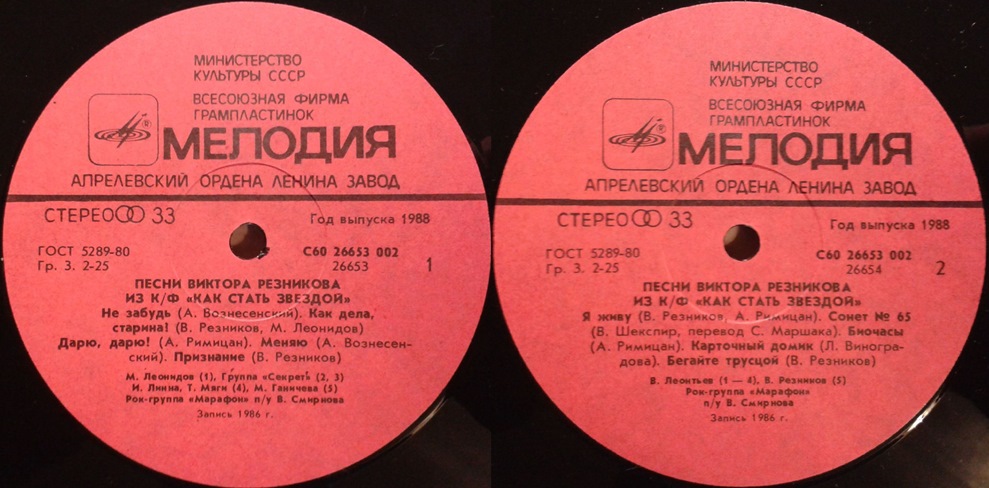 МИНИСТЕРСТВО
КУЛЬТУРЫ СССР
ВСЕСОЮЗНАЯ ФИРМА
ГРАМПЛАСТИНОК
МЕЛОДИЯ
АПРЕЛЕВСКИЙ ОРДЕНА ЛЕНИНА ЗАВОД
СТЕРЕО 33
Год выпуска 1988
ГОСТ 5289-80
Гр. 3. 2-25
С60 26653 002
26653
1
ПЕСНИ ВИКТОРА РЕЗНИКОВА
ИЗ К/Ф «КАК СТАТЬ ЗВЕЗДОЙ»
Не забудь (А. Вознесенский). Как дела,
старина! (В. Резников, М. Леонидов)
Дарю, дарю! (А. Римицан). Меняю (А. Вознесен-
ский). Признание (В. Резников)
М. Леонидов (1), Группа «Секрет» (2, 3)
И. Линна, Т. Мяги (4), М. Ганичева (5)
Рок-группа «Марафон» п/у В. Смирнова
Запись 1986 г.
МИНИСТЕРСТВО
КУЛЬТУРЫ СССР
ВСЕСОЮЗНАЯ ФИРМА
ГРАМПЛАСТИНОК
МЕЛОДИЯ
АПРЕЛЕВСКИЙ ОРДЕНА ЛЕНИНА ЗАВОД
СТЕРЕО 33
Год выпуска 1988
ГОСТ 5289-80
Гр. 3. 2-25
С60 26653 002
26654
2
ПЕСНИ ВИКТОРА РЕЗНИКОВА
ИЗ К/Ф «КАК СТАТЬ ЗВЕЗДОЙ»
Я живу (В. Резников, А. Римицан). Сонет № 65
(В. Шекспир, перевод С. Маршака). Биочасы
(А. Римицан). Карточный домик (Л. Виногра-
дова). Бегайте трусцой (В. Резников)
В. Леонтьев (1 — 4), В. Резников (5)
Рок-группа «Марафон»
п/у В. Смирнова
Запись 1986 г.